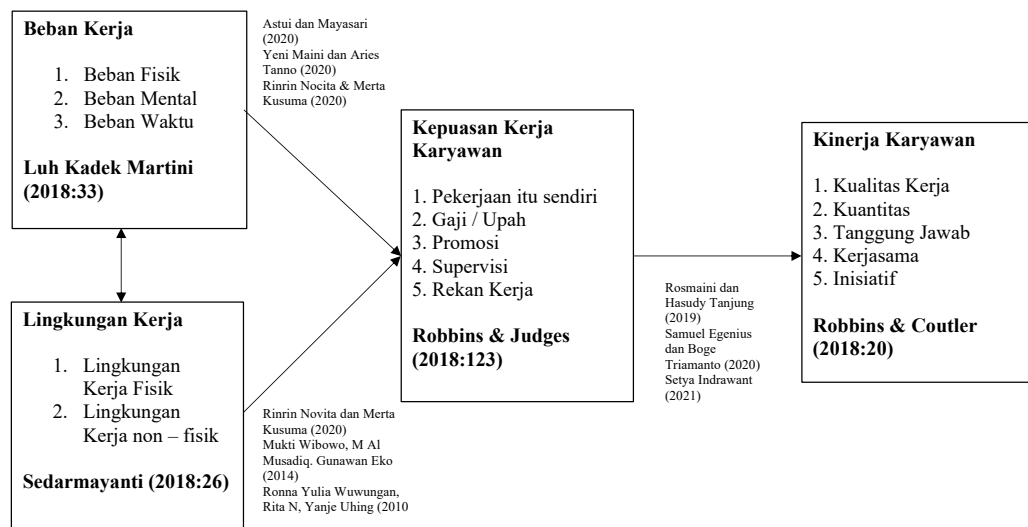 Beban Kerja
1. Beban Fisik
2. Beban Mental
3. Beban Waktu
Luh Kadek Martini
(2018:33)
Astui dan Mayasari
(2020)
Yeni Maini dan Aries
Tanno (2020)
Rinrin Nocita & Merta
Kusuma (2020)
Lingkungan Kerja
1. Lingkungan
Kerja Fisik
2. Lingkungan
Kerja non – fisik
Sedarmayanti (2018:26)
Rinrin Novita dan Merta
Kusuma (2020)
Mukti Wibowo, M Al
Musadiq. Gunawan Eko
(2014)
Ronna Yulia Wuwungan,
Rita N, Yanje Uhing (2010
Kepuasan Kerja
Karyawan
1. Pekerjaan itu sendiri
2. Gaji / Upah
3. Promosi
4. Supervisi
5. Rekan Kerja
Robbins & Judges
(2018:123)
Rosmaini dan
Hasudy Tanjung
(2019)
Samuel Egenius
dan Boge
Triamanto (2020)
Setya Indrawant
(2021)
Kinerja Karyawan
1. Kualitas Kerja
2. Kuantitas
3. Tanggung Jawab
4. Kerjasama
5. Inisiatif
Robbins & Coutler
(2018:20)